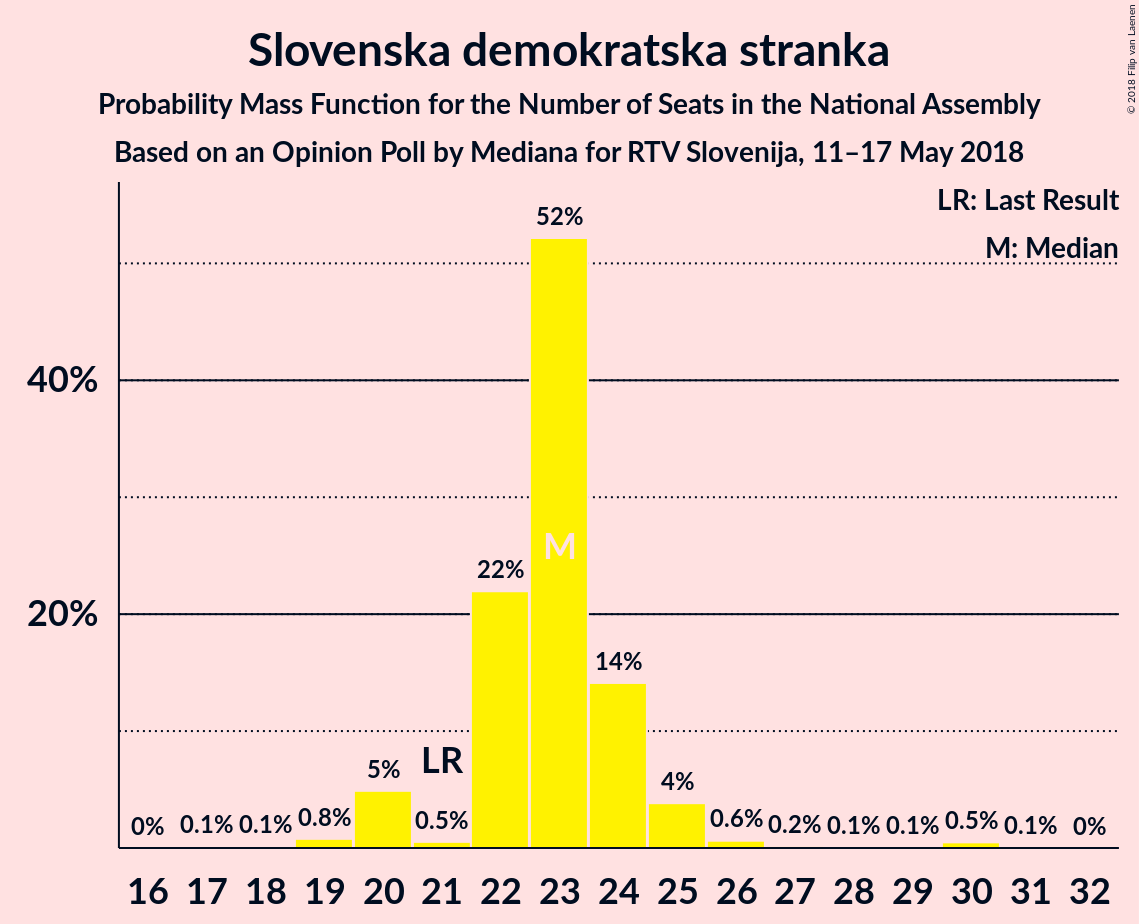 Slovenska demokratska stranka
Probability Mass Function for the Number of Seats in the National Assembly
Based on an Opinion Poll by Mediana for RTV Slovenija, 11–17 May 2018
© 2018 Filip van Laenen
LR: Last Result
M: Median
52%
40%
M
22%
20%
14%
LR
5%
4%
0% 0.1% 0.1% 0.8% 0.5% 0.6% 0.2% 0.1% 0.1% 0.5% 0.1% 0%
16 17 18 19 20 21 22 23 24 25 26 27 28 29 30 31 32